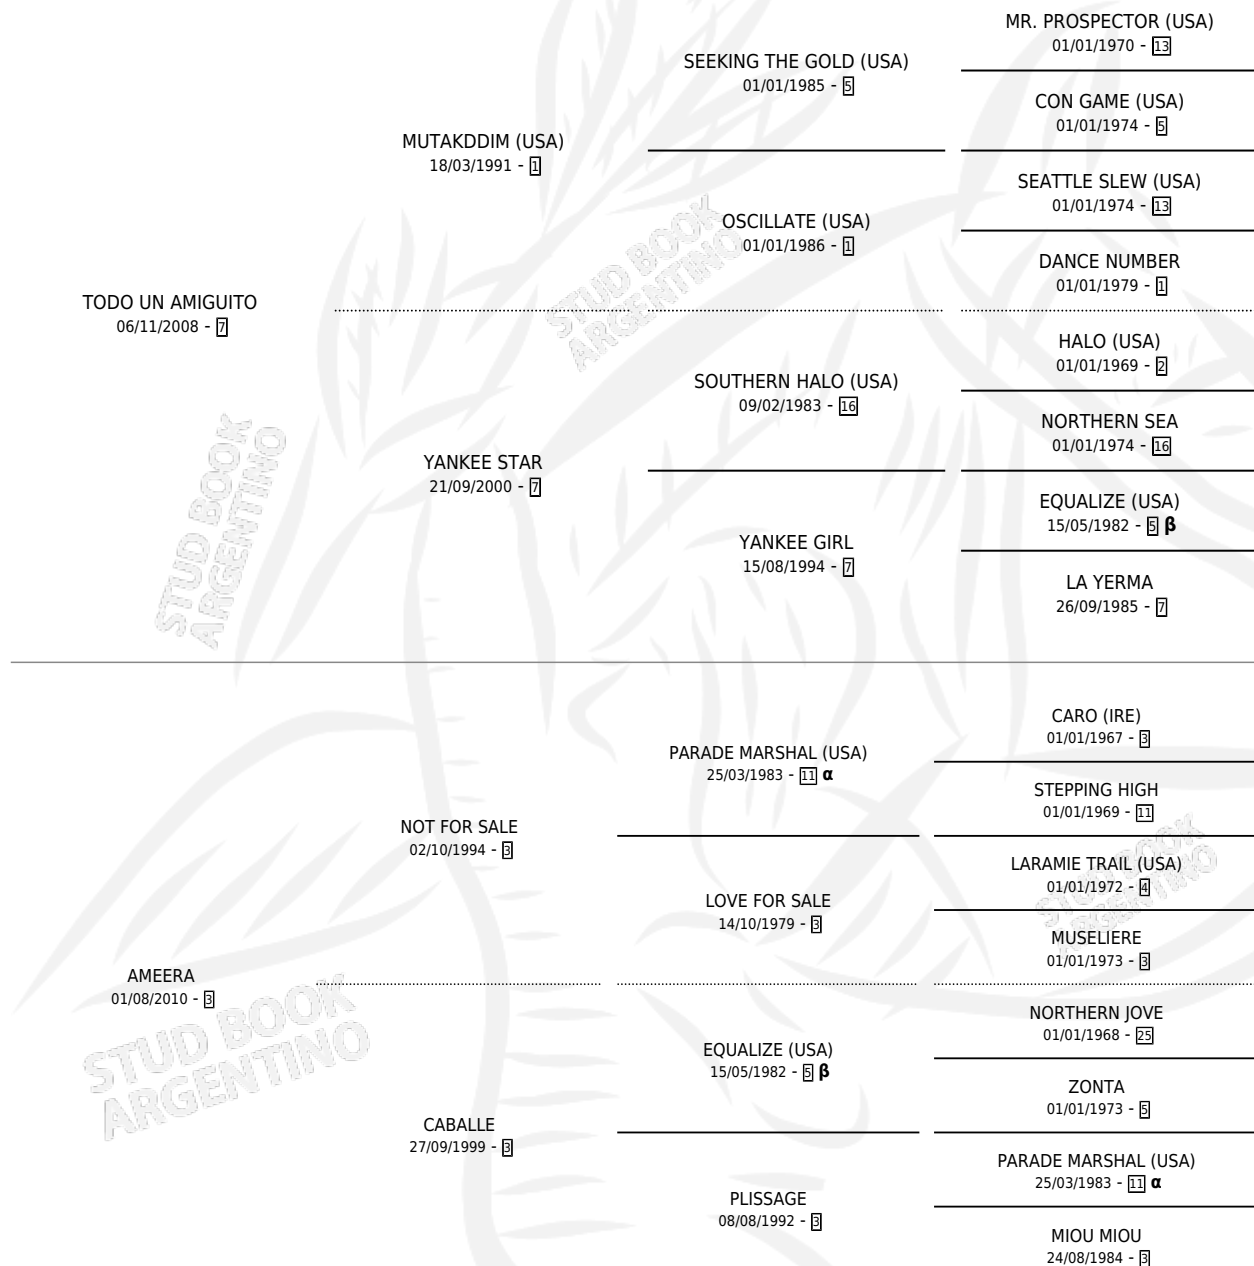 MR. PROSPECTOR (USA)
01/01/1970 - 13
SEEKING THE GOLD (USA)
01/01/1985 - 5
CON GAME (USA)
01/01/1974 - 5
MUTAKDDIM (USA)
18/03/1991 - 1
SEATTLE SLEW (USA)
01/01/1974 - 13
OSCILLATE (USA)
01/01/1986 - 1
DANCE NUMBER
01/01/1979 - 1
TODO UN AMIGUITO
06/11/2008 - 7
HALO (USA)
01/01/1969 - 2
SOUTHERN HALO (USA)
09/02/1983 - 16
NORTHERN SEA
01/01/1974 - 16
YANKEE STAR
21/09/2000 - 7
EQUALIZE (USA)
15/05/1982 - 5 β
YANKEE GIRL
15/08/1994 - 7
LA YERMA
26/09/1985 - 7
CARO (IRE)
01/01/1967 - 3
PARADE MARSHAL (USA)
25/03/1983 - 11 α
STEPPING HIGH
01/01/1969 - 11
NOT FOR SALE
02/10/1994 - 3
LARAMIE TRAIL (USA)
01/01/1972 - 4
LOVE FOR SALE
14/10/1979 - 3
MUSELIERE
01/01/1973 - 3
AMEERA
01/08/2010 - 3
NORTHERN JOVE
01/01/1968 - 25
EQUALIZE (USA)
15/05/1982 - 5 β
ZONTA
01/01/1973 - 5
CABALLE
27/09/1999 - 3
PARADE MARSHAL (USA)
25/03/1983 - 11 α
PLISSAGE
08/08/1992 - 3
MIOU MIOU
24/08/1984 - 3
STUD BOOK
ARGENTINO
STUD BOOK
ARGENTINO
STUD BOOK
ARGENTINO
STUD BOOK
ARGENTINO